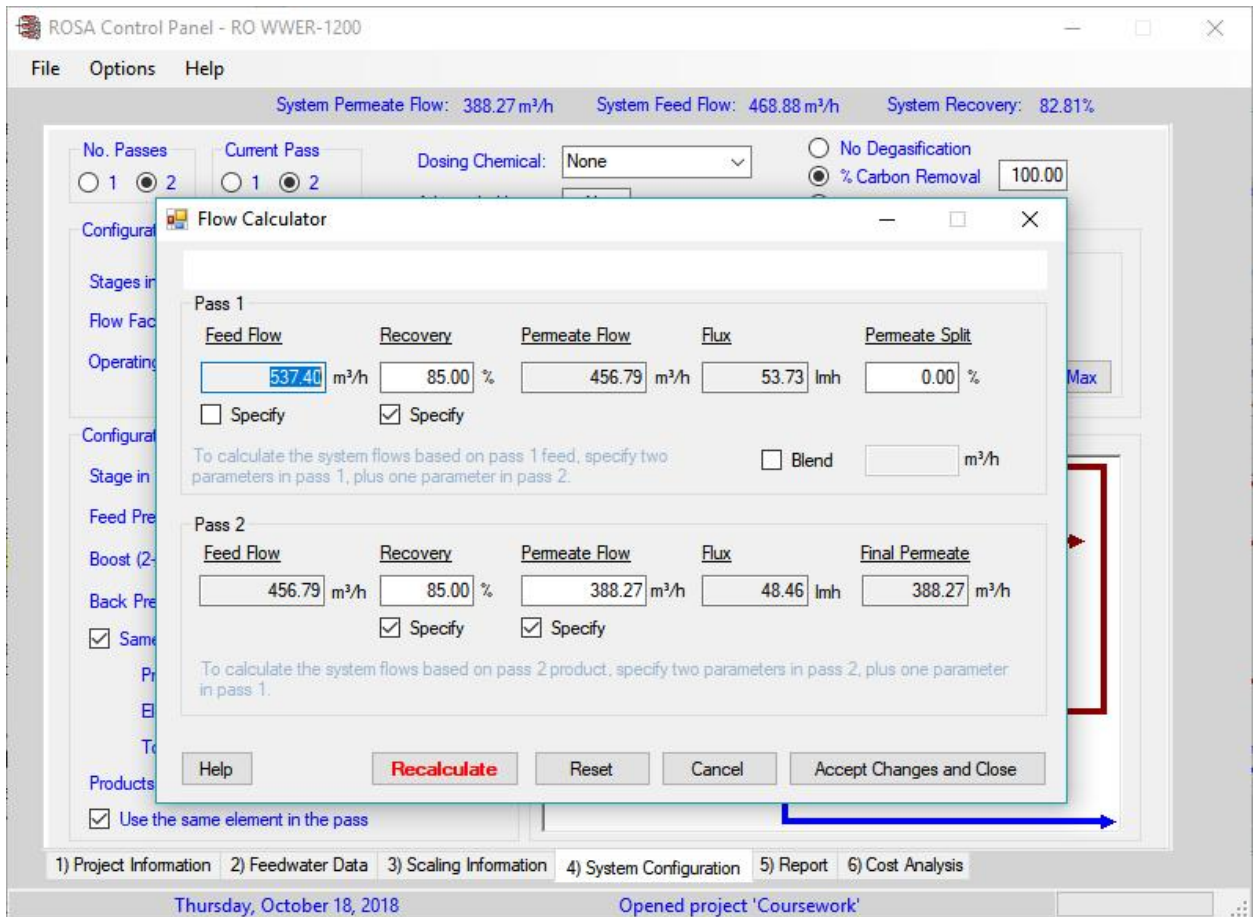 ROSA Control Panel - RO WWER-1200
File Options Help
System Permeate Flow: 388.27 m³/h System Feed Flow: 468.88 m³/h System Recovery: 82.81%
No. Passes Current Pass Dosing Chemical: None No Degasification
1 2 1 2 % Carbon Removal 100.00
Flow Calculator
Pass 1
Feed Flow Recovery Permeate Flow Flux Permeate Split
537.40 m³/h 85.00 % 456.79 m³/h 53.73 lmh 0.00 %
Max
Specify Specify
To calculate the system flows based on pass 1 feed, specify two
parameters in pass 1, plus one parameter in pass 2.
Blend m³/h
Stage in
Pass 2
Feed Flow Recovery Permeate Flow Flux Final Permeate
456.79 m³/h 85.00 % 388.27 m³/h 48.46 lmh 388.27 m³/h
Specify Specify
To calculate the system flows based on pass 2 product, specify two parameters in pass 2, plus one parameter
in pass 1.
Help Recalculate Reset Cancel Accept Changes and Close
Products
Use the same element in the pass
1) Project Information 2) Feedwater Data 3) Scaling Information 4) System Configuration 5) Report 6) Cost Analysis
Thursday, October 18, 2018 Opened project 'Coursework'